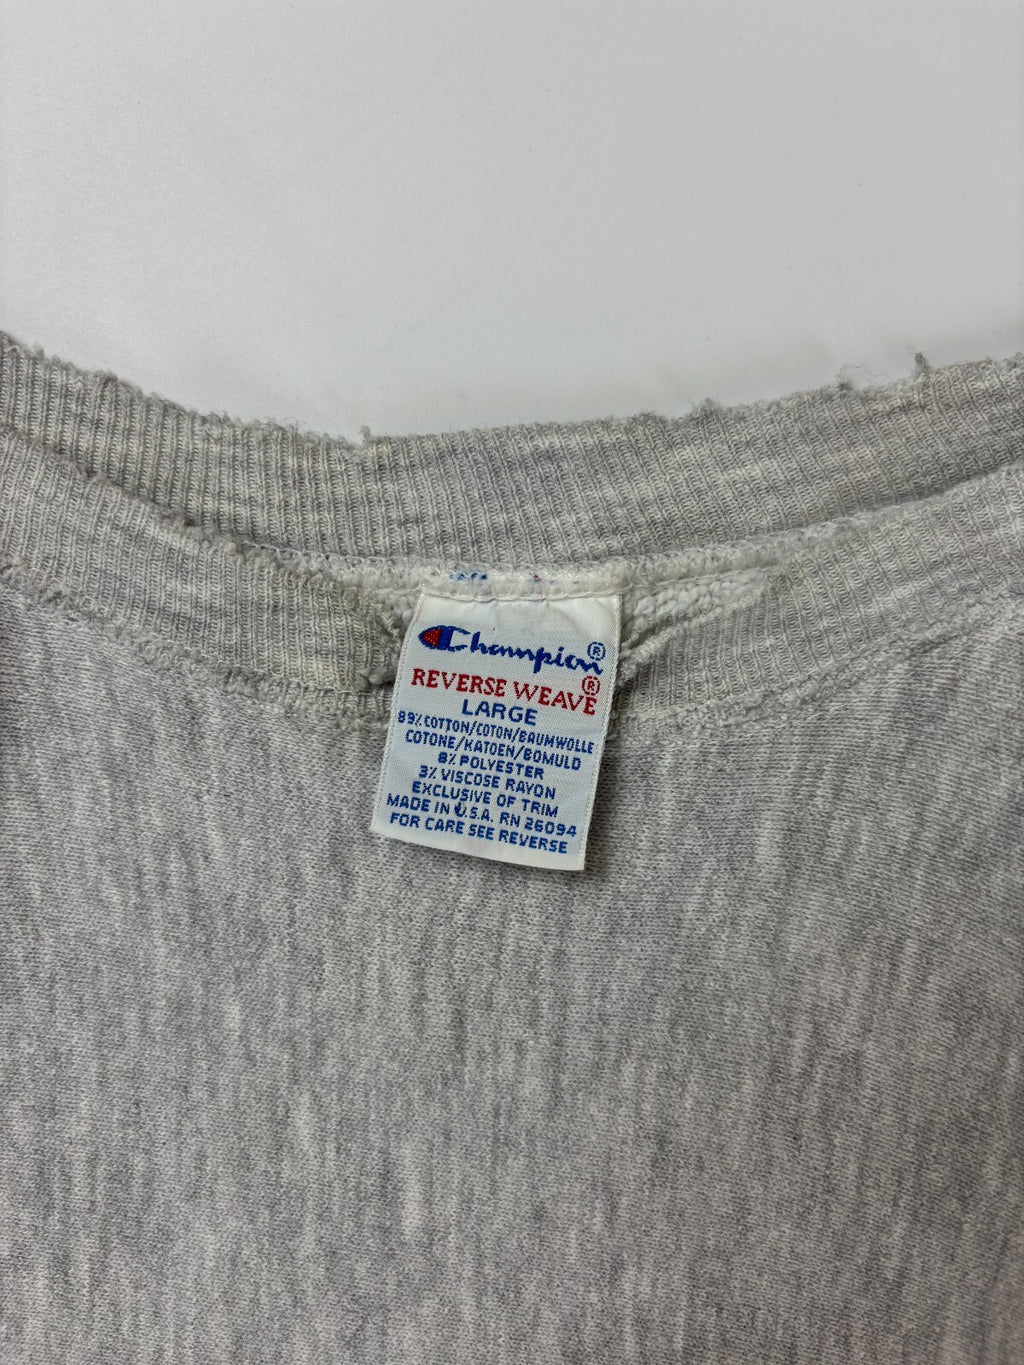 Champion®
REVERSE WEAVE®
LARGE
89% COTTON/COTON/BAUMWOLLE
COTONE/KATOEN/BOMULD
8% POLYESTER
3% VISCOSE RAYON
EXCLUSIVE OF TRIM
MADE IN U.S.A. RN 26094
FOR CARE SEE REVERSE